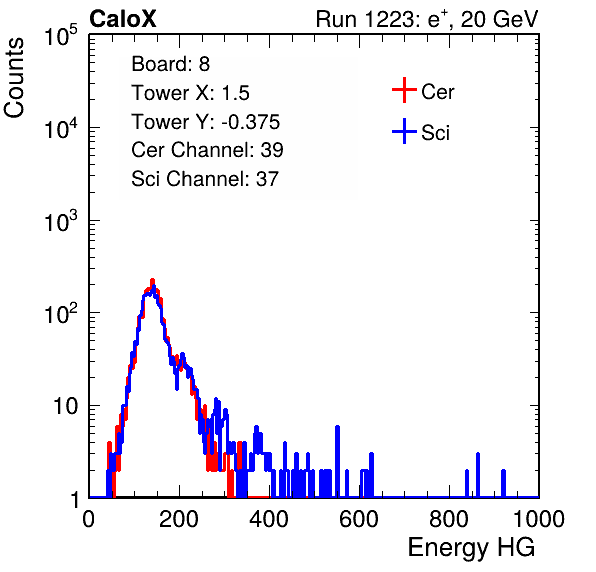 CaloX Run 1223: e+, 20 GeV
Counts
Board: 8
Tower X: 1.5
Tower Y: -0.375
Cer Channel: 39
Sci Channel: 37
Cer
Sci
10^5
10^4
10^3
10^2
10
1
0 200 400 600 800 1000
Energy HG